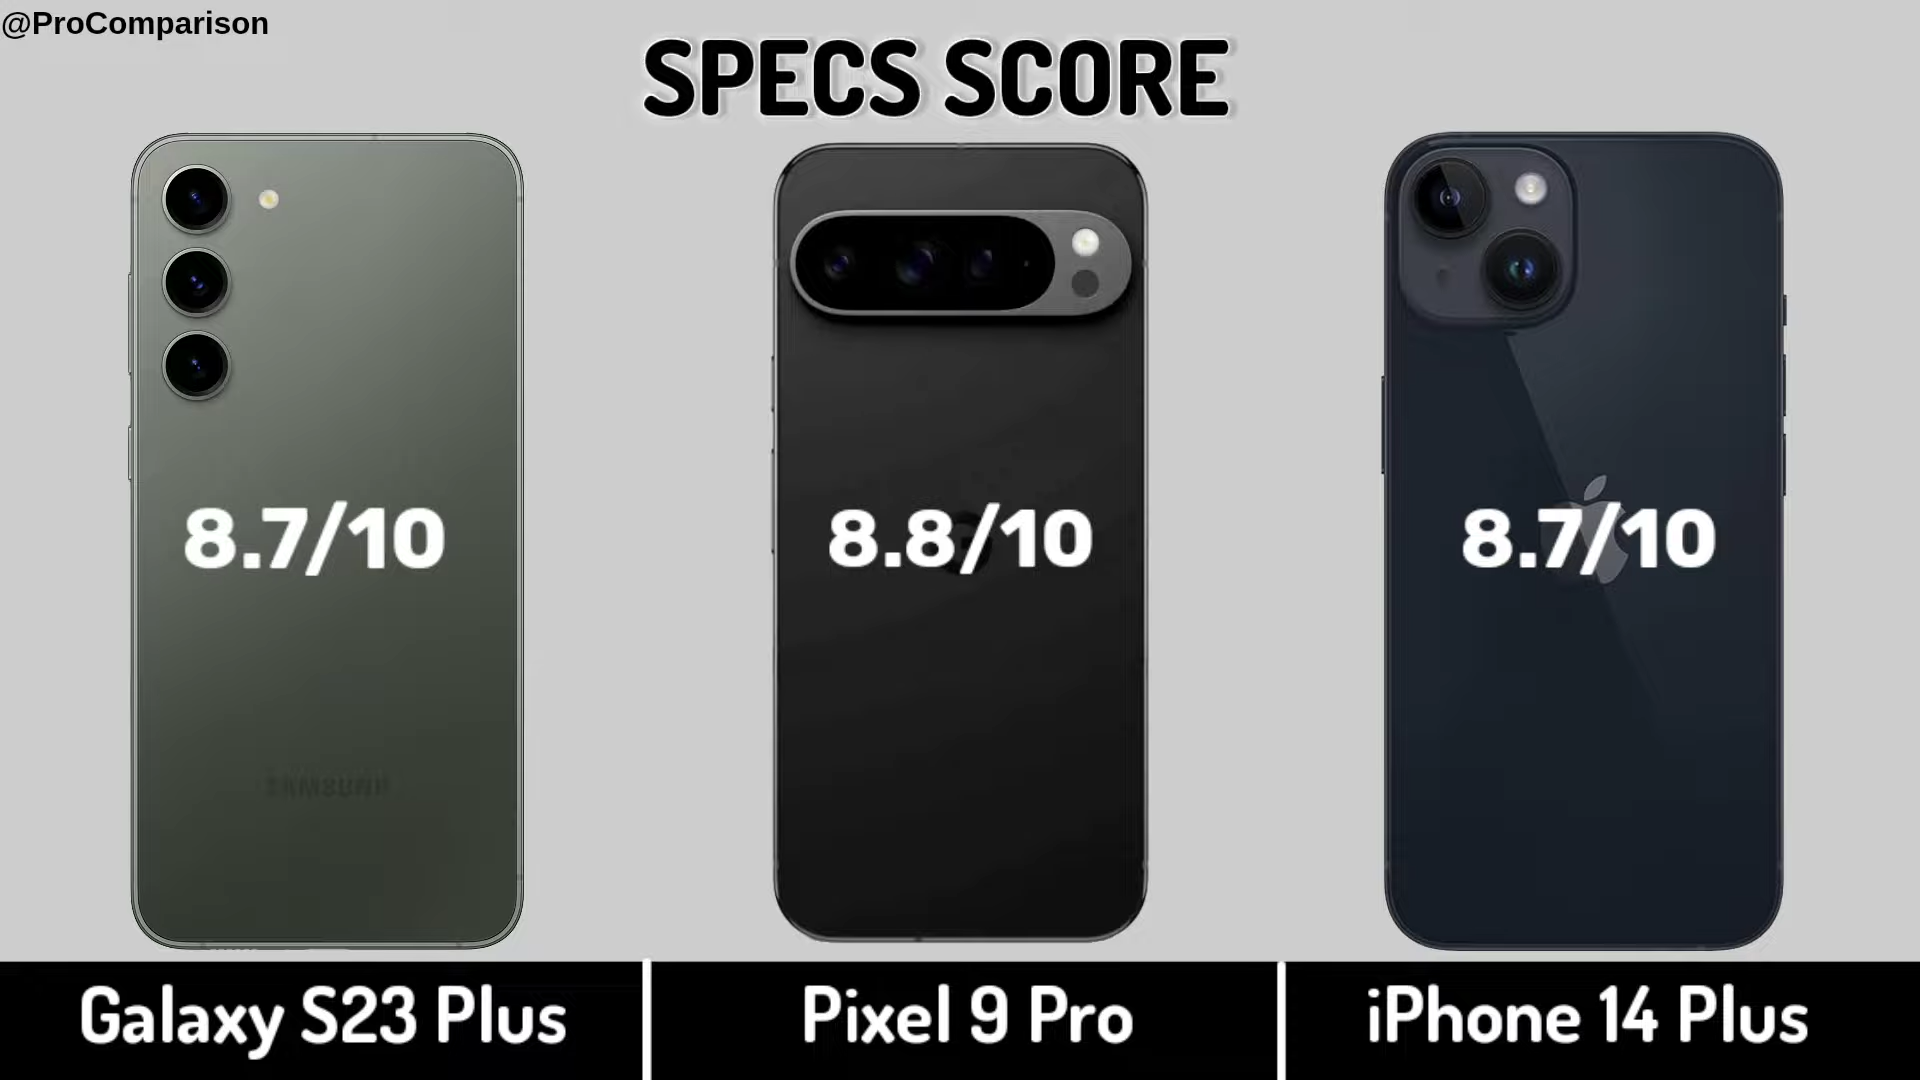 @ProComparison
SPECS SCORE
8.7/10
8.8/10
8.7/10
SAMSUNG
Galaxy S23 Plus
Pixel 9 Pro
iPhone 14 Plus